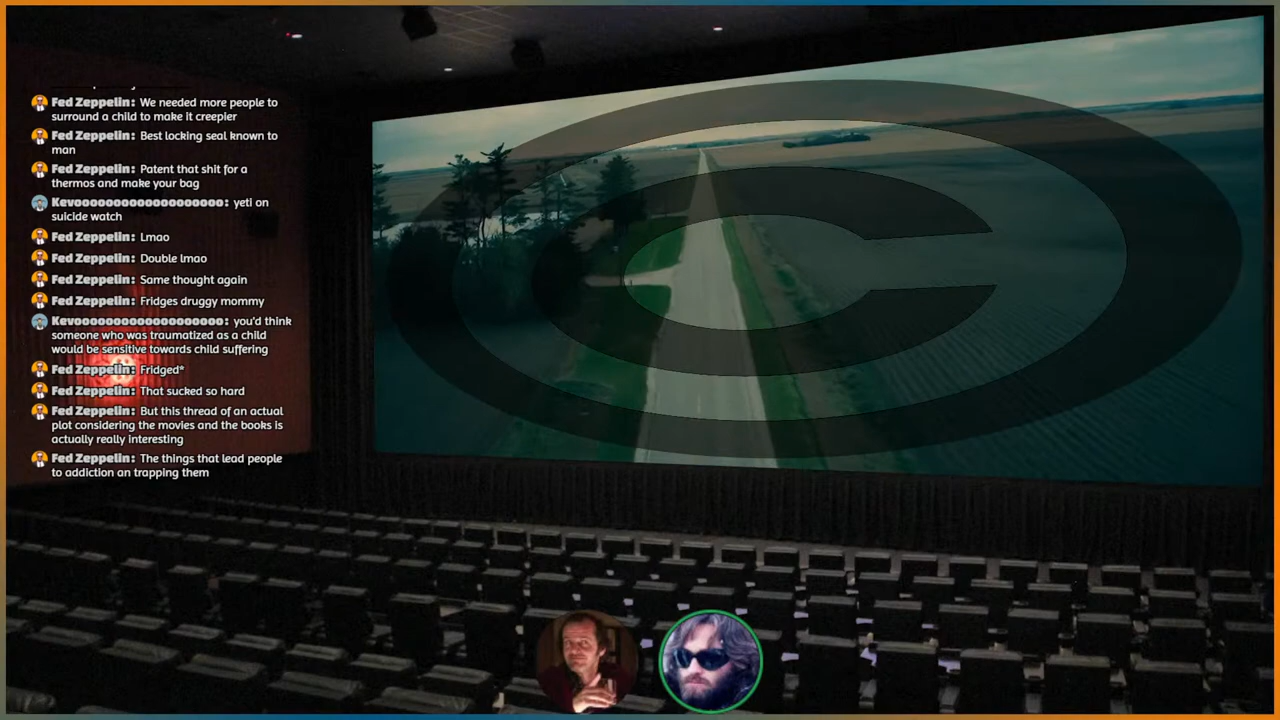 Fed Zeppelin: We needed more people to
surround a child to make it creepier
Fed Zeppelin: Best locking seal known to
man
Fed Zeppelin: Patent that shit for a
thermos and make your bag
Kevooooooooooooooooooo: yeti on
suicide watch
Fed Zeppelin: Lmao
Fed Zeppelin: Double lmao
Fed Zeppelin: Same thought again
Fed Zeppelin: Fridges druggy mommy
Kevooooooooooooooooooo: you'd think
someone who was traumatized as a child
would be sensitive towards child suffering
Fed Zeppelin: Fridged*
Fed Zeppelin: That sucked so hard
Fed Zeppelin: But this thread of an actual
plot considering the movies and the books is
actually really interesting
Fed Zeppelin: The things that lead people
to addiction an trapping them